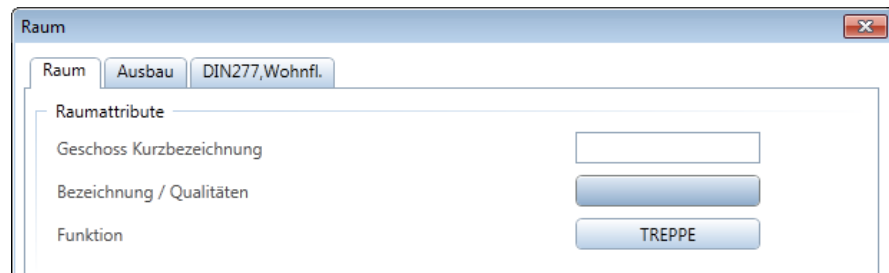 Raum
Raum Ausbau DIN277,Wohnfl.
Raumattribute
Geschoss Kurzbezeichnung
Bezeichnung / Qualitäten
Funktion TREPPE